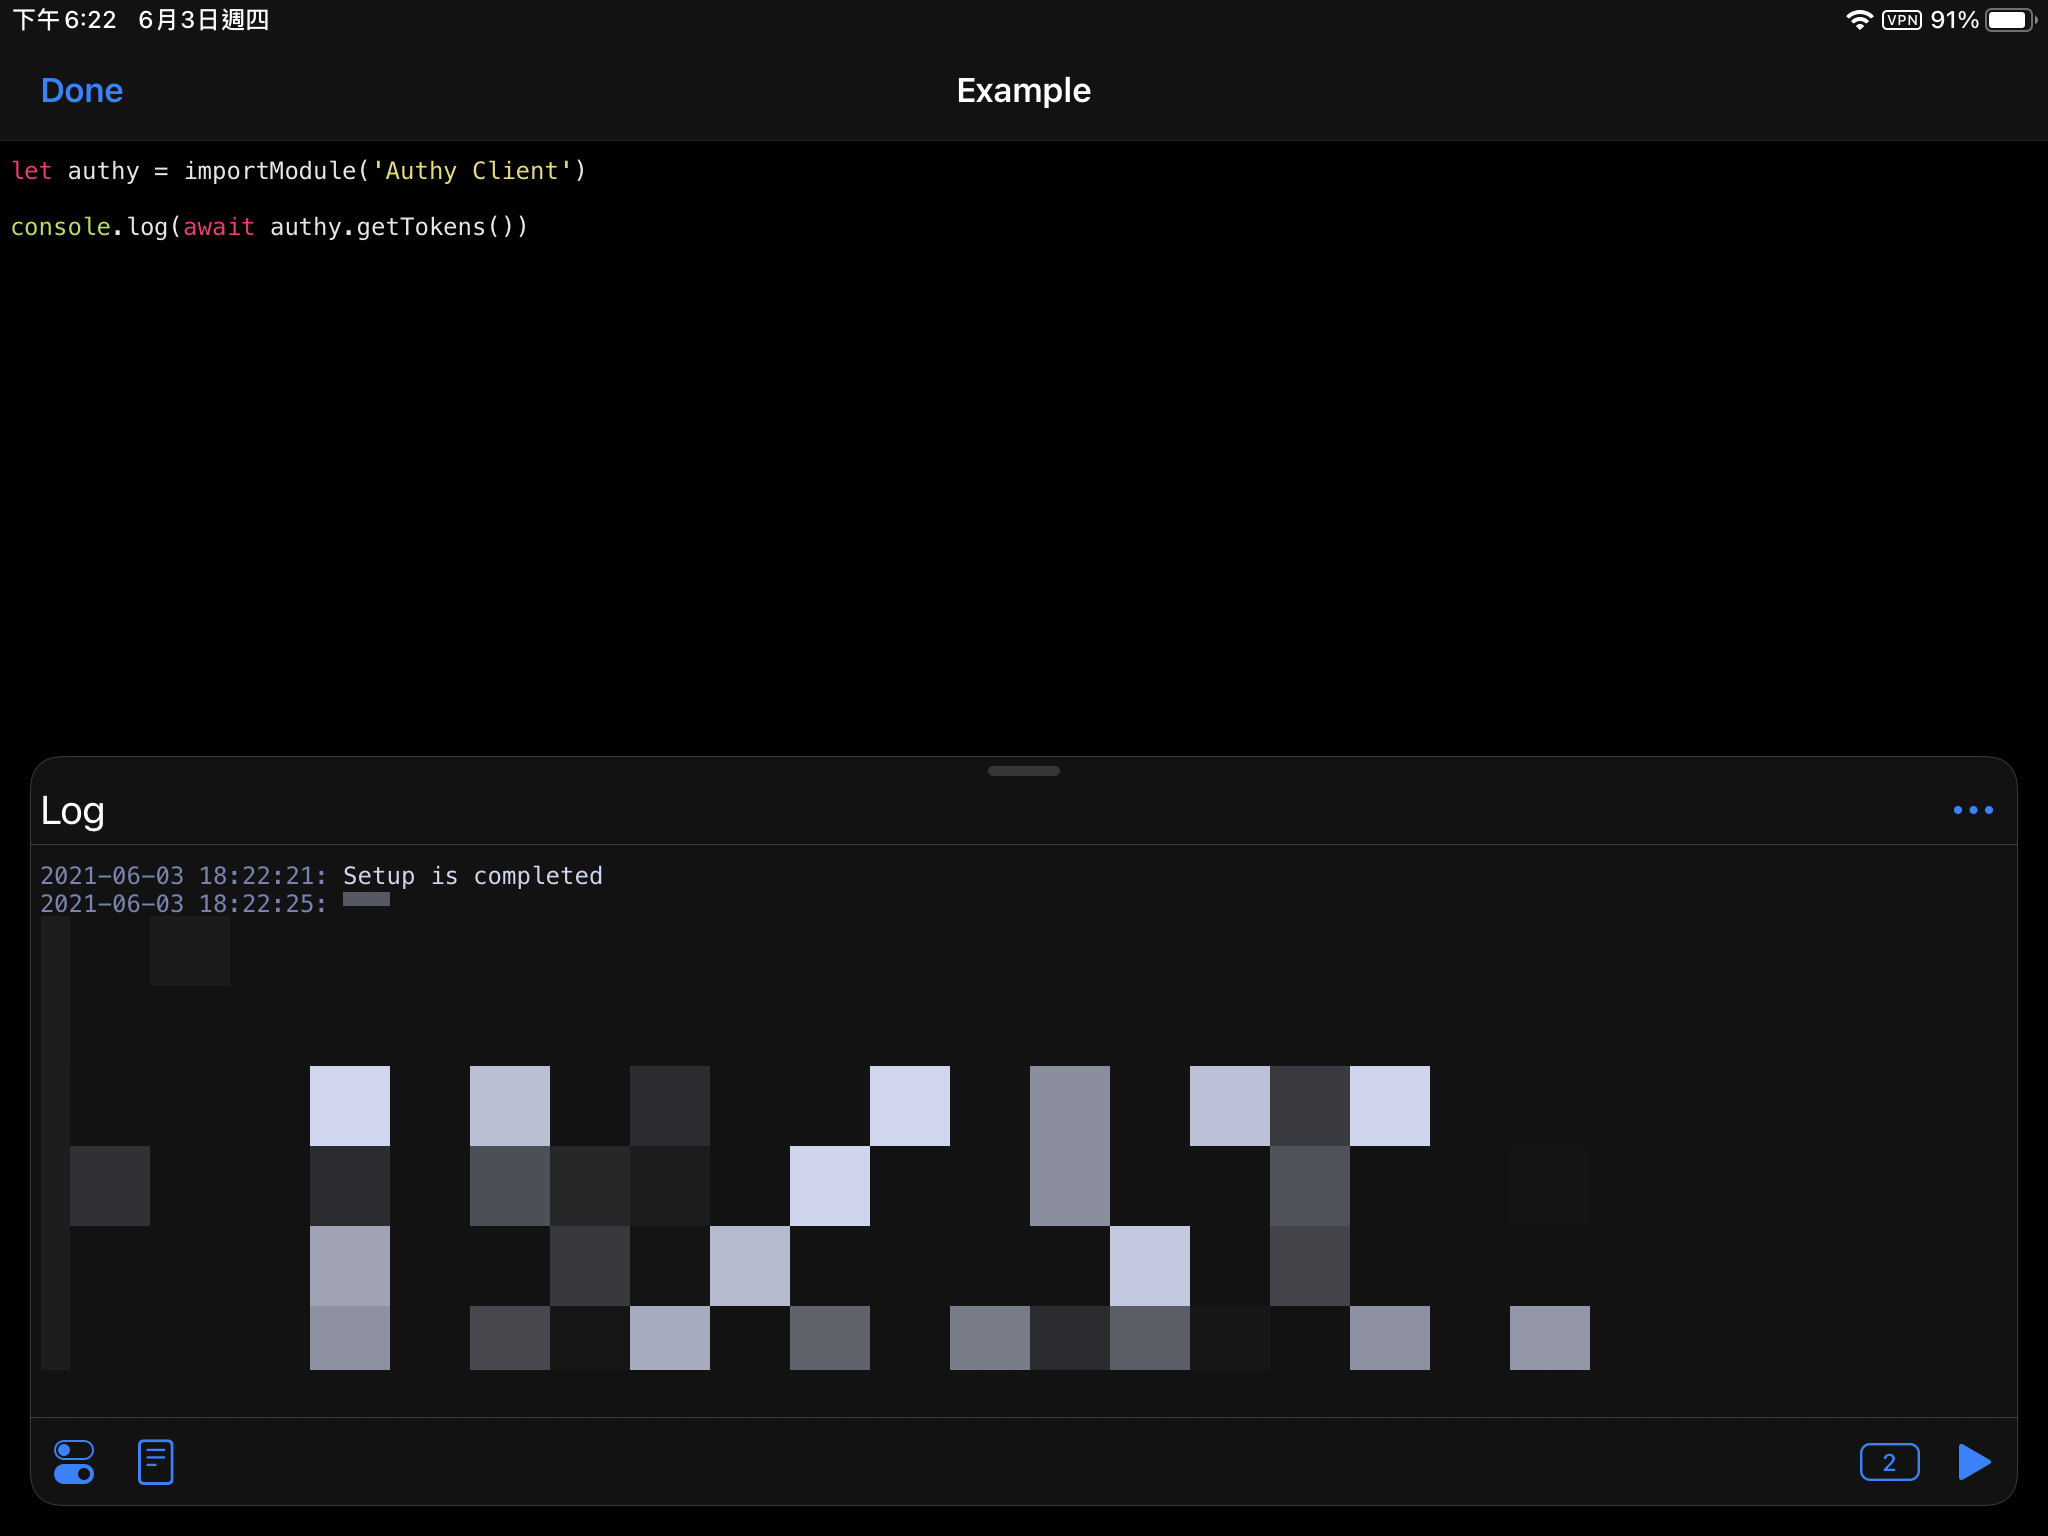 下午6:22 6月3日週四
VPN 91%
Done
Example
let authy = importModule('Authy Client')
console.log(await authy.getTokens())
Log
2021-06-03 18:22:21: Setup is completed
2021-06-03 18:22:25:
2